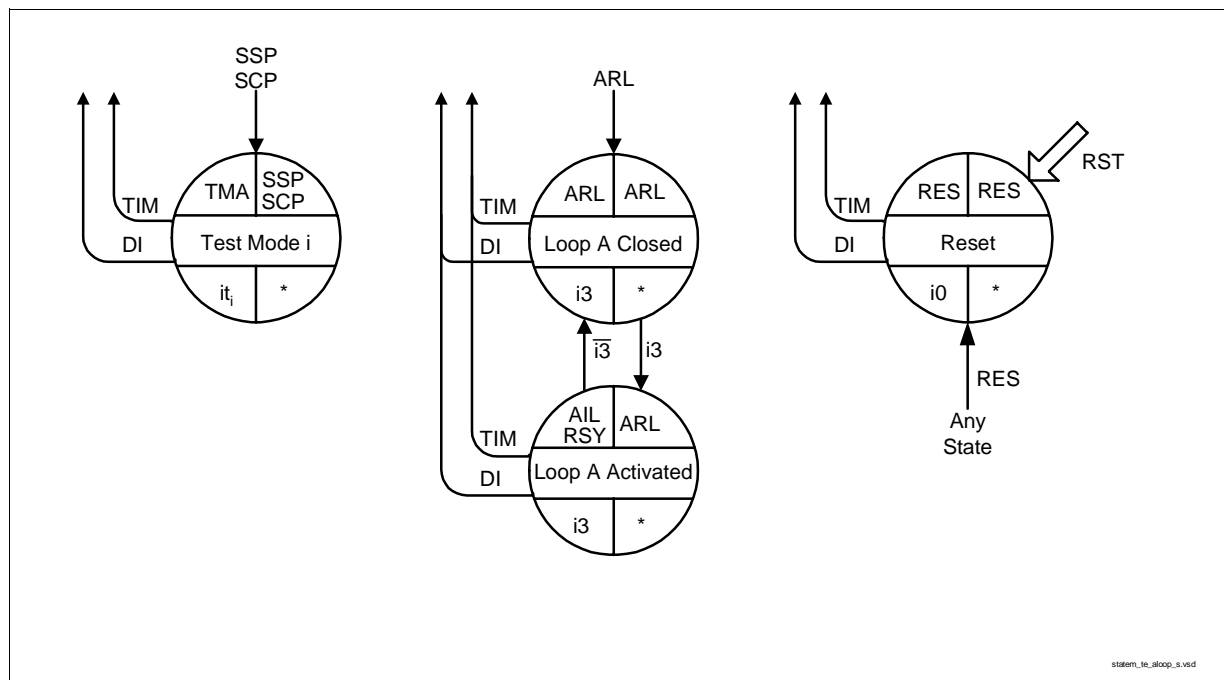 SSP
SCP
TMA
SSP
SCP
TIM
DI
Test Mode i
itᵢ
*
ARL
ARL
ARL
TIM
DI
Loop A Closed
i3
*
i̅3̅
i3
AIL
RSY
ARL
TIM
DI
Loop A Activated
i3
*
RST
RES
RES
TIM
DI
Reset
i0
*
RES
Any
State
statem_te_aloop_s.vsd